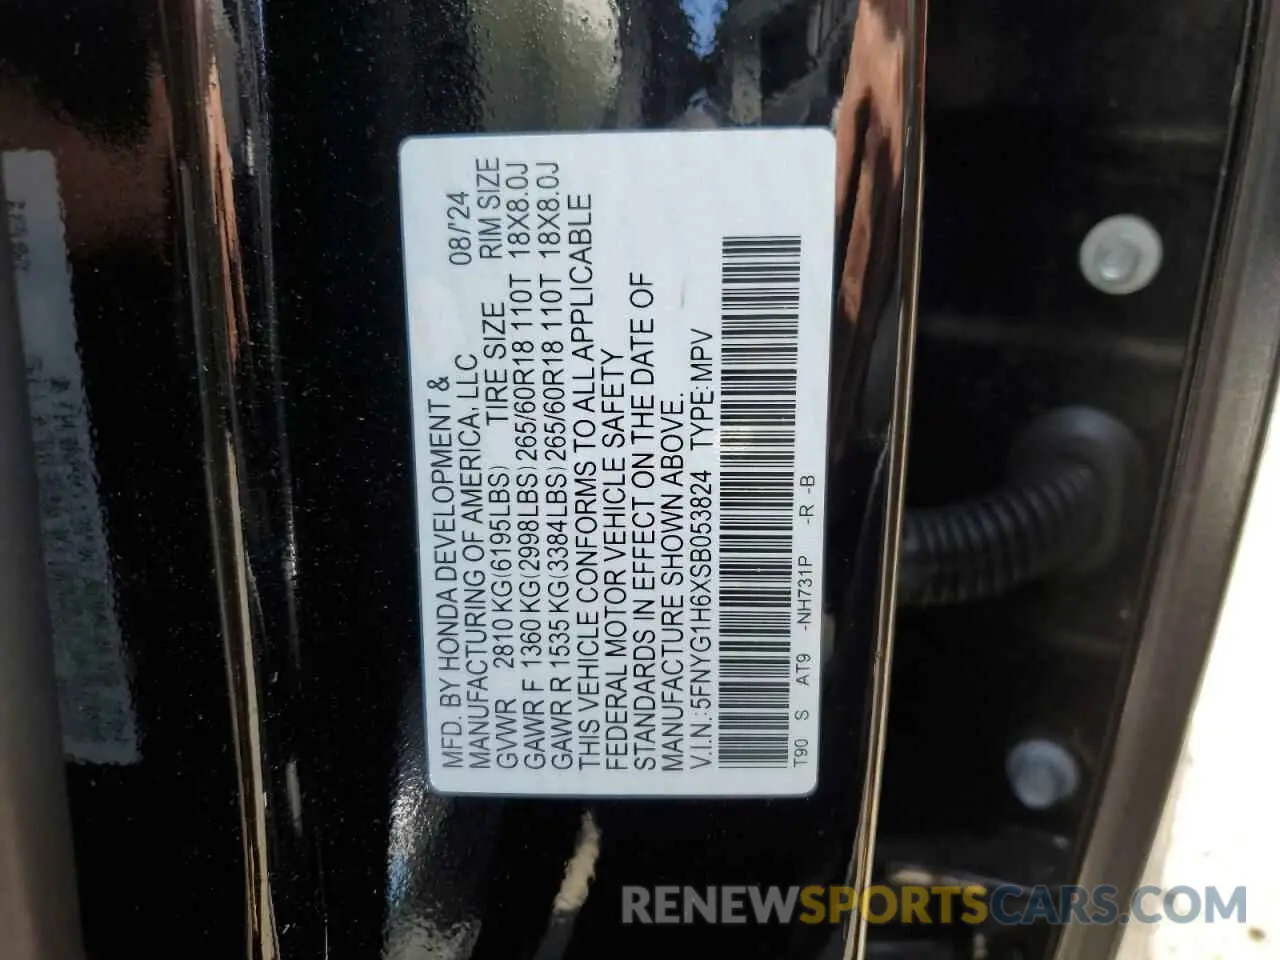 MFD. BY HONDA DEVELOPMENT &
MANUFACTURING OF AMERICA, LLC 08/'24
GVWR 2810 KG(6195LBS) TIRE SIZE RIM SIZE
GAWR F 1360 KG(2998LBS) 265/60R18 110T 18X8.0J
GAWR R 1535 KG(3384LBS) 265/60R18 110T 18X8.0J
THIS VEHICLE CONFORMS TO ALL APPLICABLE
FEDERAL MOTOR VEHICLE SAFETY
STANDARDS IN EFFECT ON THE DATE OF
MANUFACTURE SHOWN ABOVE.
V.I.N.: 5FNYG1H6XSB053824 TYPE: MPV
T90 S AT9 -NH731P -R -B
RENEWSPORTSCARS.COM